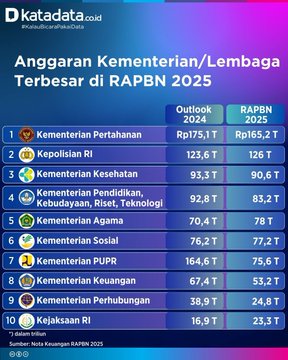 katadata.co.id
#KalauBicaraPakaiData
Anggaran Kementerian/Lembaga
Terbesar di RAPBN 2025
Outlook 2024 RAPBN 2025
1 Kementerian Pertahanan Rp175,1 T Rp165,2 T
2 Kepolisian RI 123,6 T 126 T
3 Kementerian Kesehatan 93,3 T 90,6 T
4 Kementerian Pendidikan, Kebudayaan, Riset, Teknologi 92,8 T 83,2 T
5 Kementerian Agama 70,4 T 78 T
6 Kementerian Sosial 76,2 T 77,2 T
7 Kementerian PUPR 164,6 T 75,6 T
8 Kementerian Keuangan 67,4 T 53,2 T
9 Kementerian Perhubungan 38,9 T 24,8 T
10 Kejaksaan RI 16,9 T 23,3 T
*) dalam triliun
Sumber: Nota Keuangan RAPBN 2025